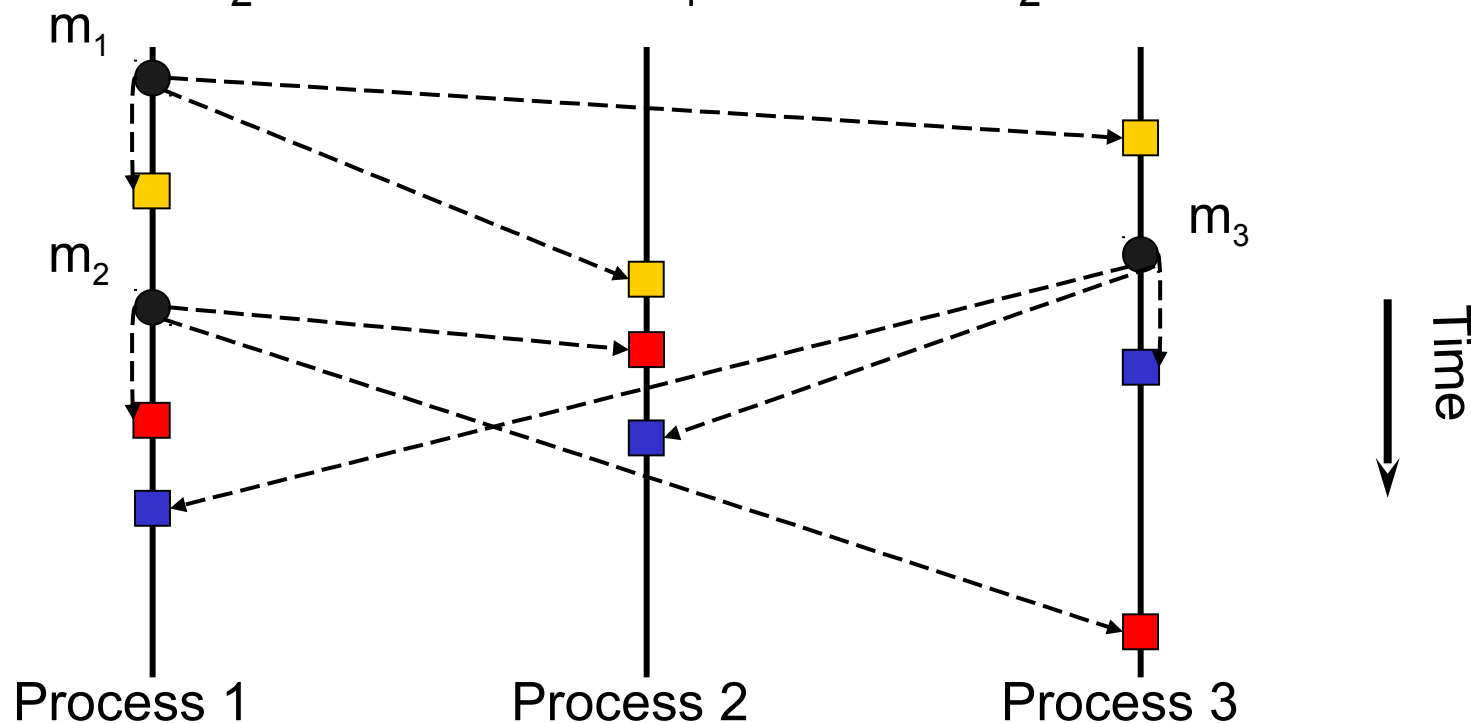 m₁
m₃
m₂
Time
Process 1
Process 2
Process 3